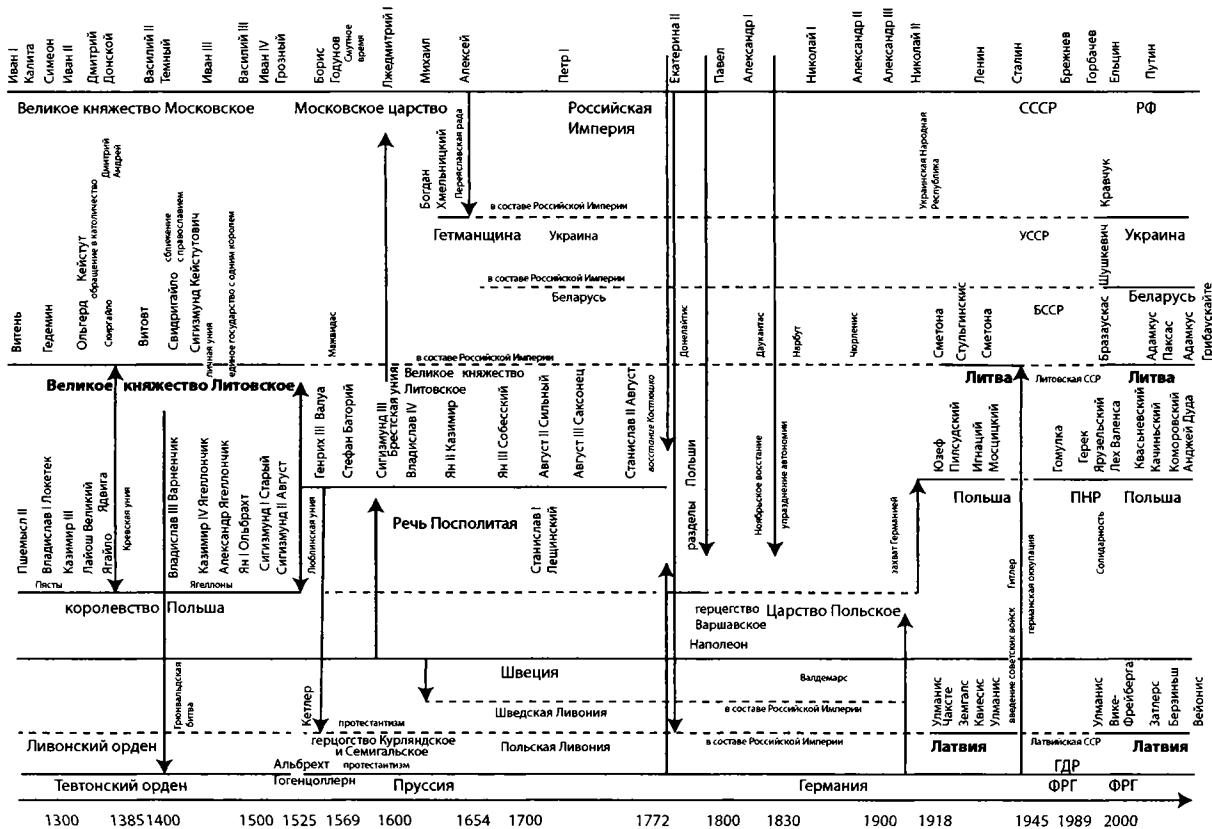 Иван I
Калита
Симеон
Иван II
Дмитрий
Донской
Василий II
Темный
Иван III
Василий III
Иван IV
Грозный
Борис
Годунов
Смутное
время
Лжедмитрий I
Михаил
Алексей
Петр I
Екатерина II
Павел
Александр I
Николай I
Александр II
Александр III
Николай II
Ленин
Сталин
Брежнев
Горбачев
Ельцин
Путин
Великое княжество Московское
Московское царство
Российская
Империя
СССР
РФ
Дмитрий
Андрей
Богдан
Хмельницкий
Переяславская рада
Украинская Народная
Республика
Кравчук
в составе Российской Империи
Гетманщина
Украина
УССР
Украина
Шушкевич
в составе Российской Империи
Беларусь
БССР
Беларусь
Витень
Гедемин
Ольгерд
Кейстут
обращение в католичество
Скиргайло
Витовт
Свидригайло
сближение
с православием
Сигизмунд Кейстутович
личная уния
единое государство с одним королем
Мажвидас
Донелайтис
Даукантас
Нарбут
Чюрленис
Сметона
Стульгинскис
Сметона
Бразаускас
Адамкус
Паксас
Адамкус
Грибаускайте
в составе Российской Империи
Великое княжество Литовское
Великое княжество
Литовское
Литва
Литовская ССР
Литва
Пшемысл II
Владислав I Локетек
Казимир III
Лайош Великий
Ядвига
Ягайло
Кревская уния
Владислав III Варненчик
Казимир IV Ягеллончик
Александр Ягеллончик
Ян I Ольбрахт
Сигизмунд I Старый
Сигизмунд II Август
Люблинская уния
Генрих III Валуа
Стефан Баторий
Сигизмунд III
Брестская уния
Владислав IV
Ян II Казимир
Ян III Собесский
Август II Сильный
Август III Саксонец
Станислав II Август
восстание Костюшко
разделы Польши
Ноябрьское восстание
упразднение автономии
захват Германией
Юзеф
Пилсудский
Игнаций
Мосцицкий
Гомулка
Герек
Ярузельский
Лех Валенса
Квасьневский
Качиньский
Коморовский
Анджей Дуда
Речь Посполитая
Станислав I
Лещинский
Польша
ПНР
Польша
Солидарность
Пясты
Ягеллоны
королевство Польша
герцегство
Варшавское
Наполеон
Царство Польское
введение советских войск
Гитлер
германская оккупация
Грюнвальдская
битва
Кетлер
Швеция
Валдемарс
Шведская Ливония
в составе Российской Империи
Улманис
Чаксте
Земгалс
Квиесис
Улманис
Улманис
Вике-
Фрейберга
Затлерс
Берзиньш
Вейонис
Ливонский орден
протестантизм
герцогство Курляндское
и Семигальское
Польская Ливония
в составе Российской Империи
Латвия
Латвийская ССР
Латвия
Альбрехт
протестантизм
Гогенцоллерн
ГДР
Тевтонский орден
Пруссия
Германия
ФРГ
ФРГ
1300
1385
1400
1500
1525
1569
1600
1654
1700
1772
1800
1830
1900
1918
1945
1989
2000